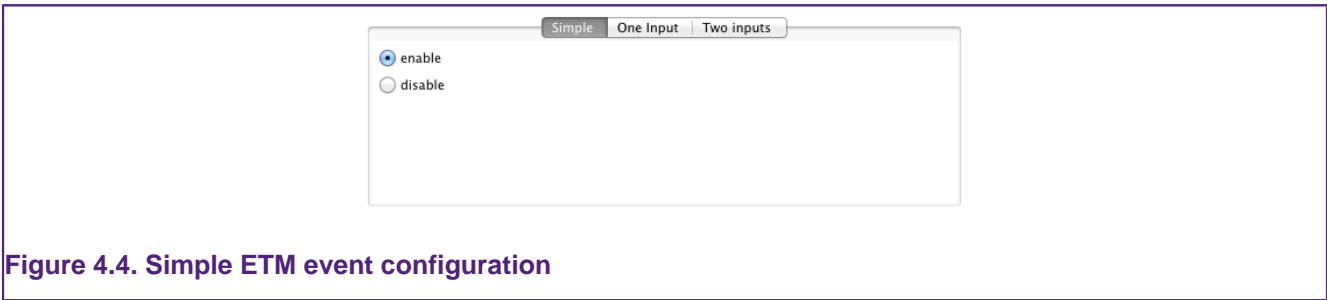 Simple One Input Two inputs
enable
disable
Figure 4.4. Simple ETM event configuration